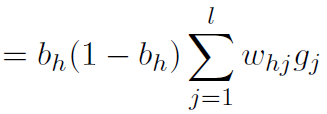 = b_h(1 − b_h) \sum_{j=1}^{l} w_{hj} g_j